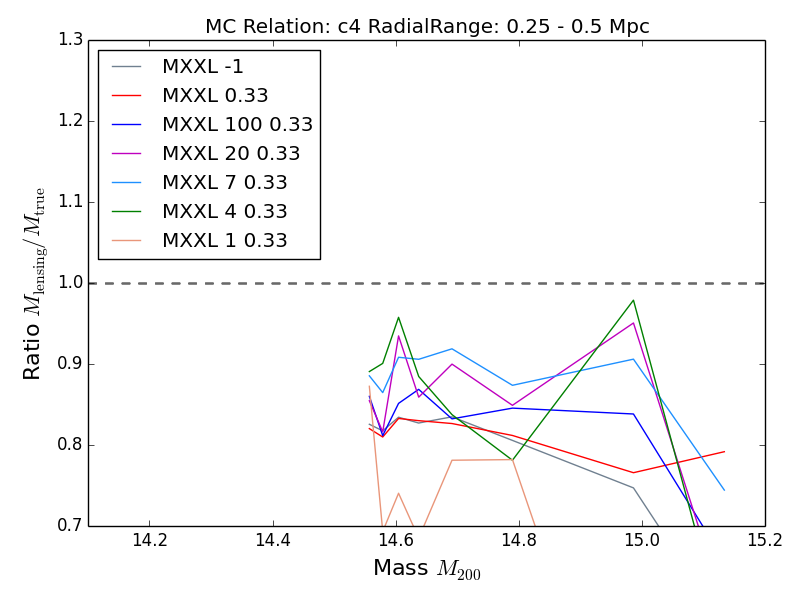 MC Relation: c4 RadialRange: 0.25 - 0.5 Mpc
1.3
1.2
1.1
1.0
0.9
0.8
0.7
Ratio M_lensing/M_true
MXXL -1
MXXL 0.33
MXXL 100 0.33
MXXL 20 0.33
MXXL 7 0.33
MXXL 4 0.33
MXXL 1 0.33
14.2 14.4 14.6 14.8 15.0 15.2
Mass M_200